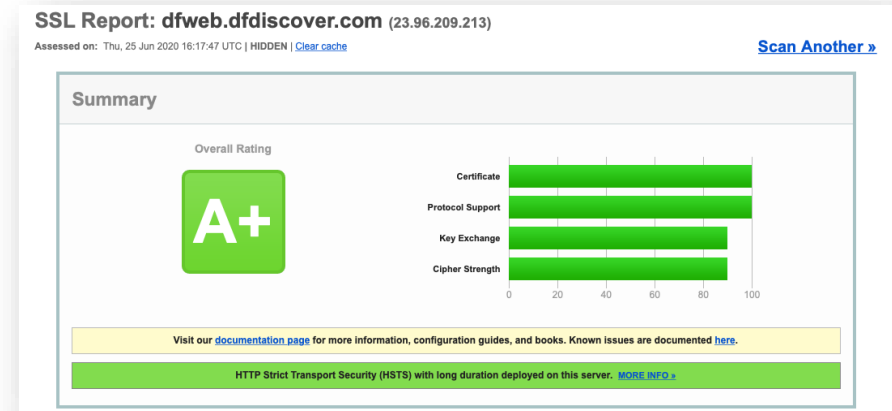 SSL Report: dfweb.dfdiscover.com (23.96.209.213)
Assessed on: Thu, 25 Jun 2020 16:17:47 UTC | HIDDEN | Clear cache
Scan Another »
Summary
Overall Rating
A+
Certificate
Protocol Support
Key Exchange
Cipher Strength
0 20 40 60 80 100
Visit our documentation page for more information, configuration guides, and books. Known issues are documented here.
HTTP Strict Transport Security (HSTS) with long duration deployed on this server. MORE INFO »